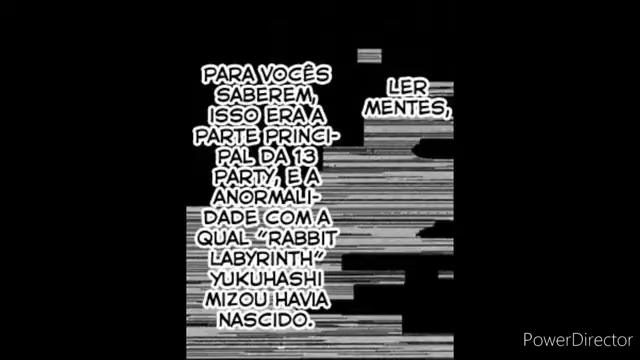 LER
MENTES,
PARA VOCÊS
SABEREM,
ISSO ERA A
PARTE PRINCI-
PAL DA 13
PARTY, E A
ANORMALI-
DADE COM A
QUAL "RABBIT
LABYRINTH"
YUKUHASHI
MIZOU HAVIA
NASCIDO.
PowerDirector